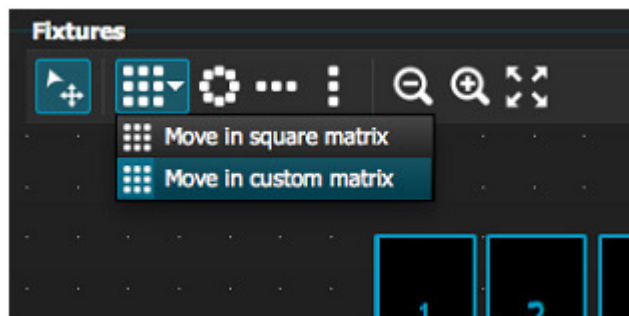 Fixtures
Move in square matrix
Move in custom matrix
1 2